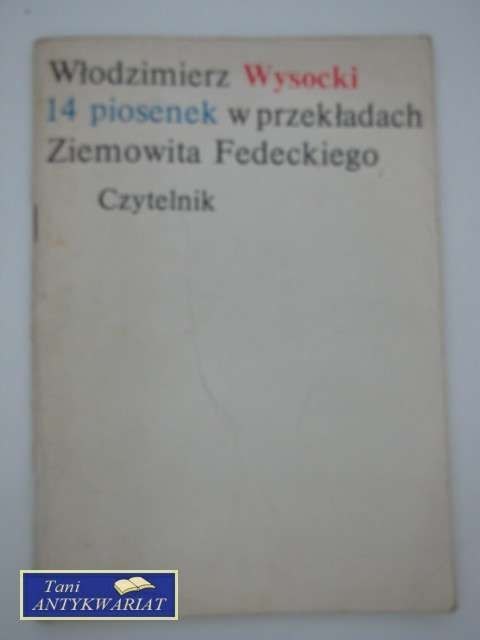 Włodzimierz Wysocki
14 piosenek w przekładach
Ziemowita Fedeckiego
Czytelnik
Tani
ANTYKWARIAT